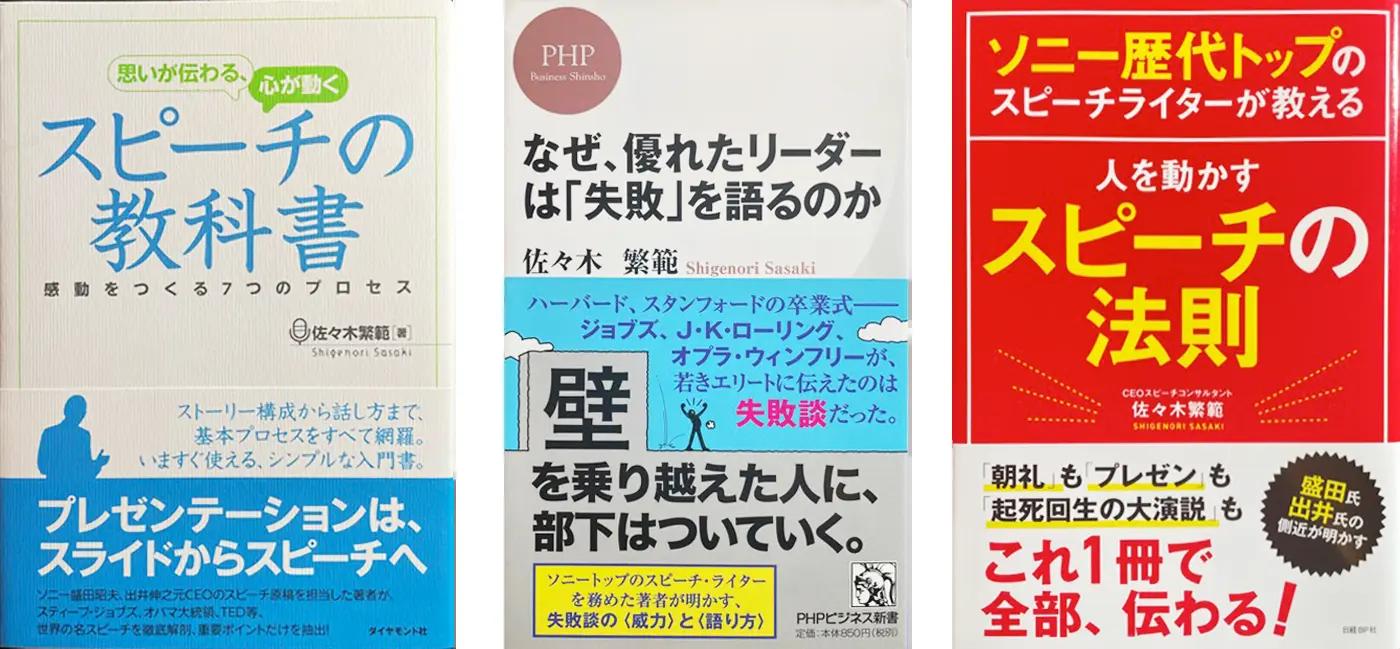 思いが伝わる、
心が動く
スピーチの
教科書
感動をつくる7つのプロセス
佐々木繁範[著]
Shigenori Sasaki
ストーリー構成から話し方まで、
基本プロセスをすべて網羅。
いますぐ使える、シンプルな入門書。
プレゼンテーションは、
スライドからスピーチへ
ソニー盛田昭夫、出井伸之元CEOのスピーチ原稿を担当した著者が、
スティーブ・ジョブズ、オバマ大統領、TED等、
世界の名スピーチを徹底解剖、重要ポイントだけを抽出!
ダイヤモンド社
PHP
Business Shinsho
なぜ、優れたリーダー
は「失敗」を語るのか
佐々木 繁範 Shigenori Sasaki
ハーバード、スタンフォードの卒業式――
ジョブズ、J・K・ローリング、
オプラ・ウィンフリーが、
若きエリートに伝えたのは
失敗談だった。
壁
を乗り越えた人に、
部下はついていく。
ソニートップのスピーチ・ライター
を務めた著者が明かす、
失敗談の〈威力〉と〈語り方〉
PHPビジネス新書
定価:本体850円(税別)
ソニー歴代トップの
スピーチライターが教える
人を動かす
スピーチの
法則
CEOスピーチコンサルタント
佐々木繁範
SHIGENORI SASAKI
「朝礼」も「プレゼン」も
「起死回生の大演説」も
これ1冊で
全部、伝わる!
盛田氏
出井氏の
側近が明かす
日経BP社